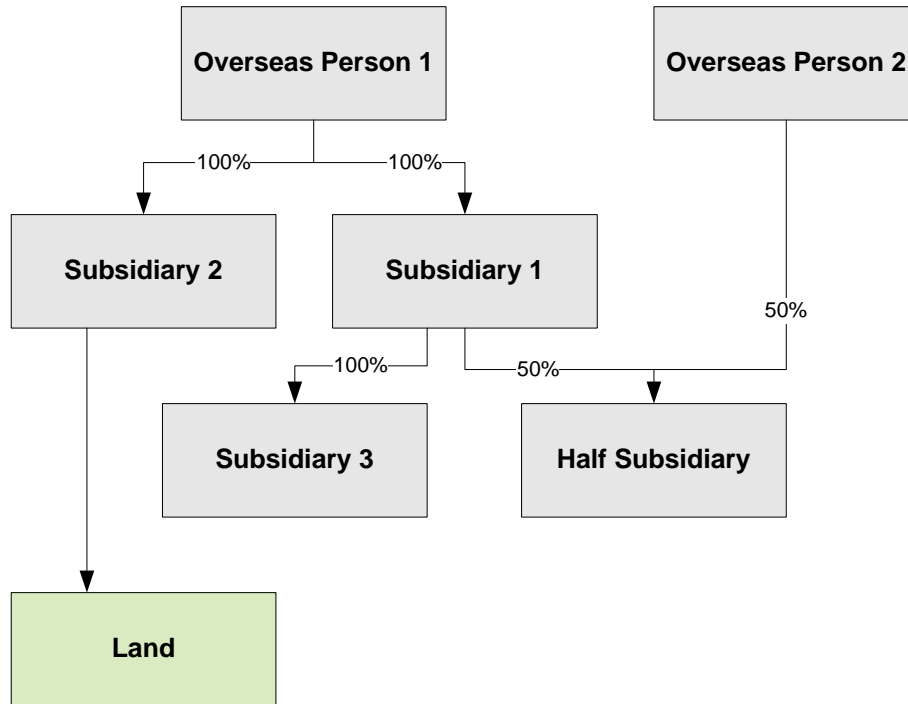 Overseas Person 1
Overseas Person 2
100%
100%
Subsidiary 2
Subsidiary 1
50%
100%
50%
Subsidiary 3
Half Subsidiary
Land